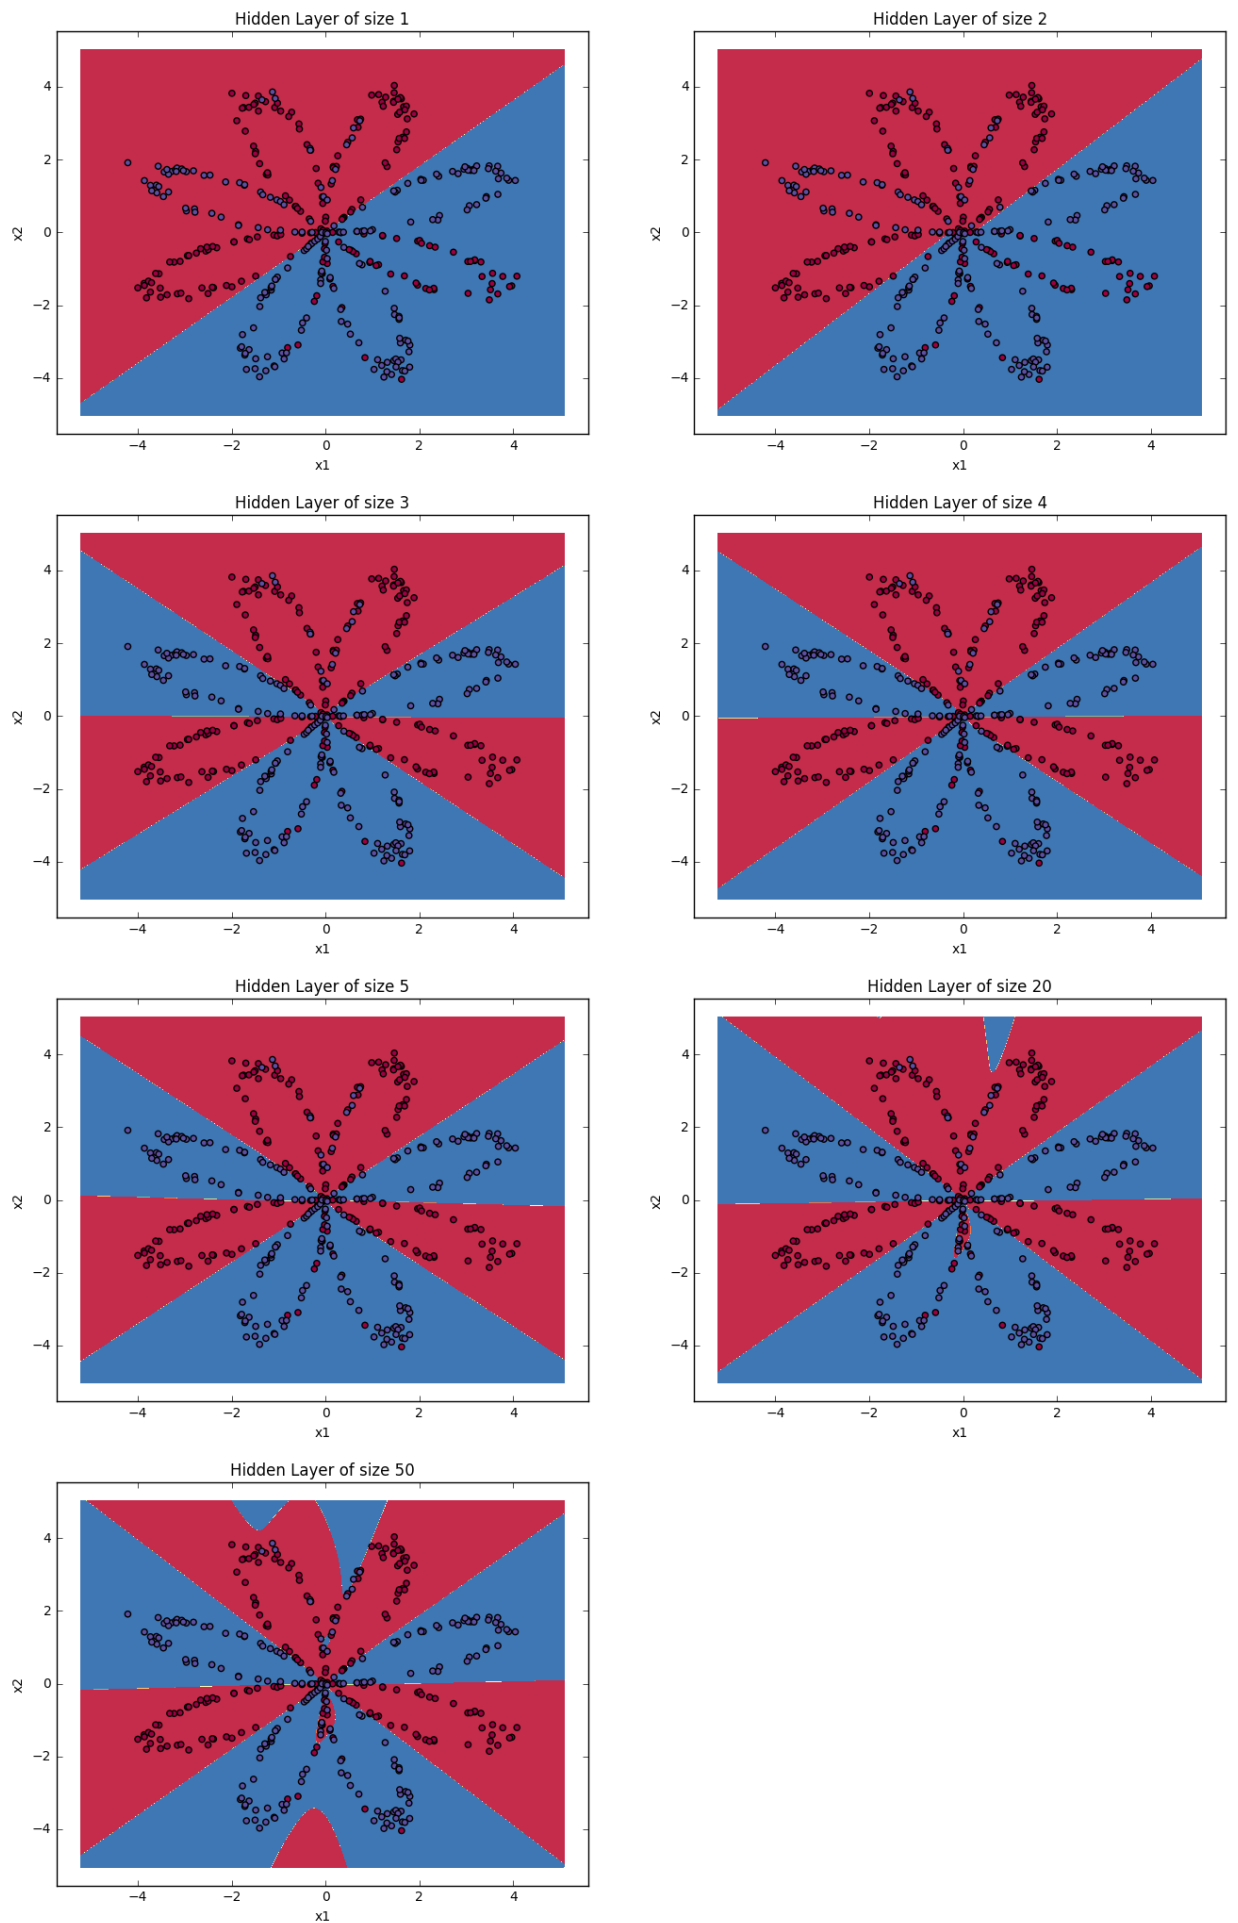 Hidden Layer of size 1
Hidden Layer of size 2
4
2
0
−2
−4
x2
−4 −2 0 2 4
x1
4
2
0
−2
−4
x2
−4 −2 0 2 4
x1
Hidden Layer of size 3
Hidden Layer of size 4
4
2
0
−2
−4
x2
−4 −2 0 2 4
x1
4
2
0
−2
−4
x2
−4 −2 0 2 4
x1
Hidden Layer of size 5
Hidden Layer of size 20
4
2
0
−2
−4
x2
−4 −2 0 2 4
x1
4
2
0
−2
−4
x2
−4 −2 0 2 4
x1
Hidden Layer of size 50
4
2
0
−2
−4
x2
−4 −2 0 2 4
x1